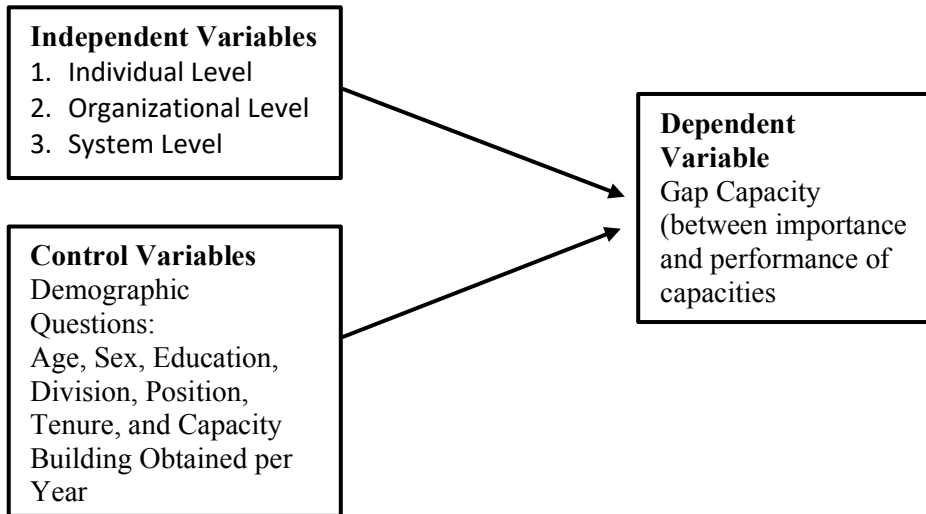 Independent Variables
1. Individual Level
2. Organizational Level
3. System Level
Control Variables
Demographic
Questions:
Age, Sex, Education,
Division, Position,
Tenure, and Capacity
Building Obtained per
Year
Dependent
Variable
Gap Capacity
(between importance
and performance of
capacities